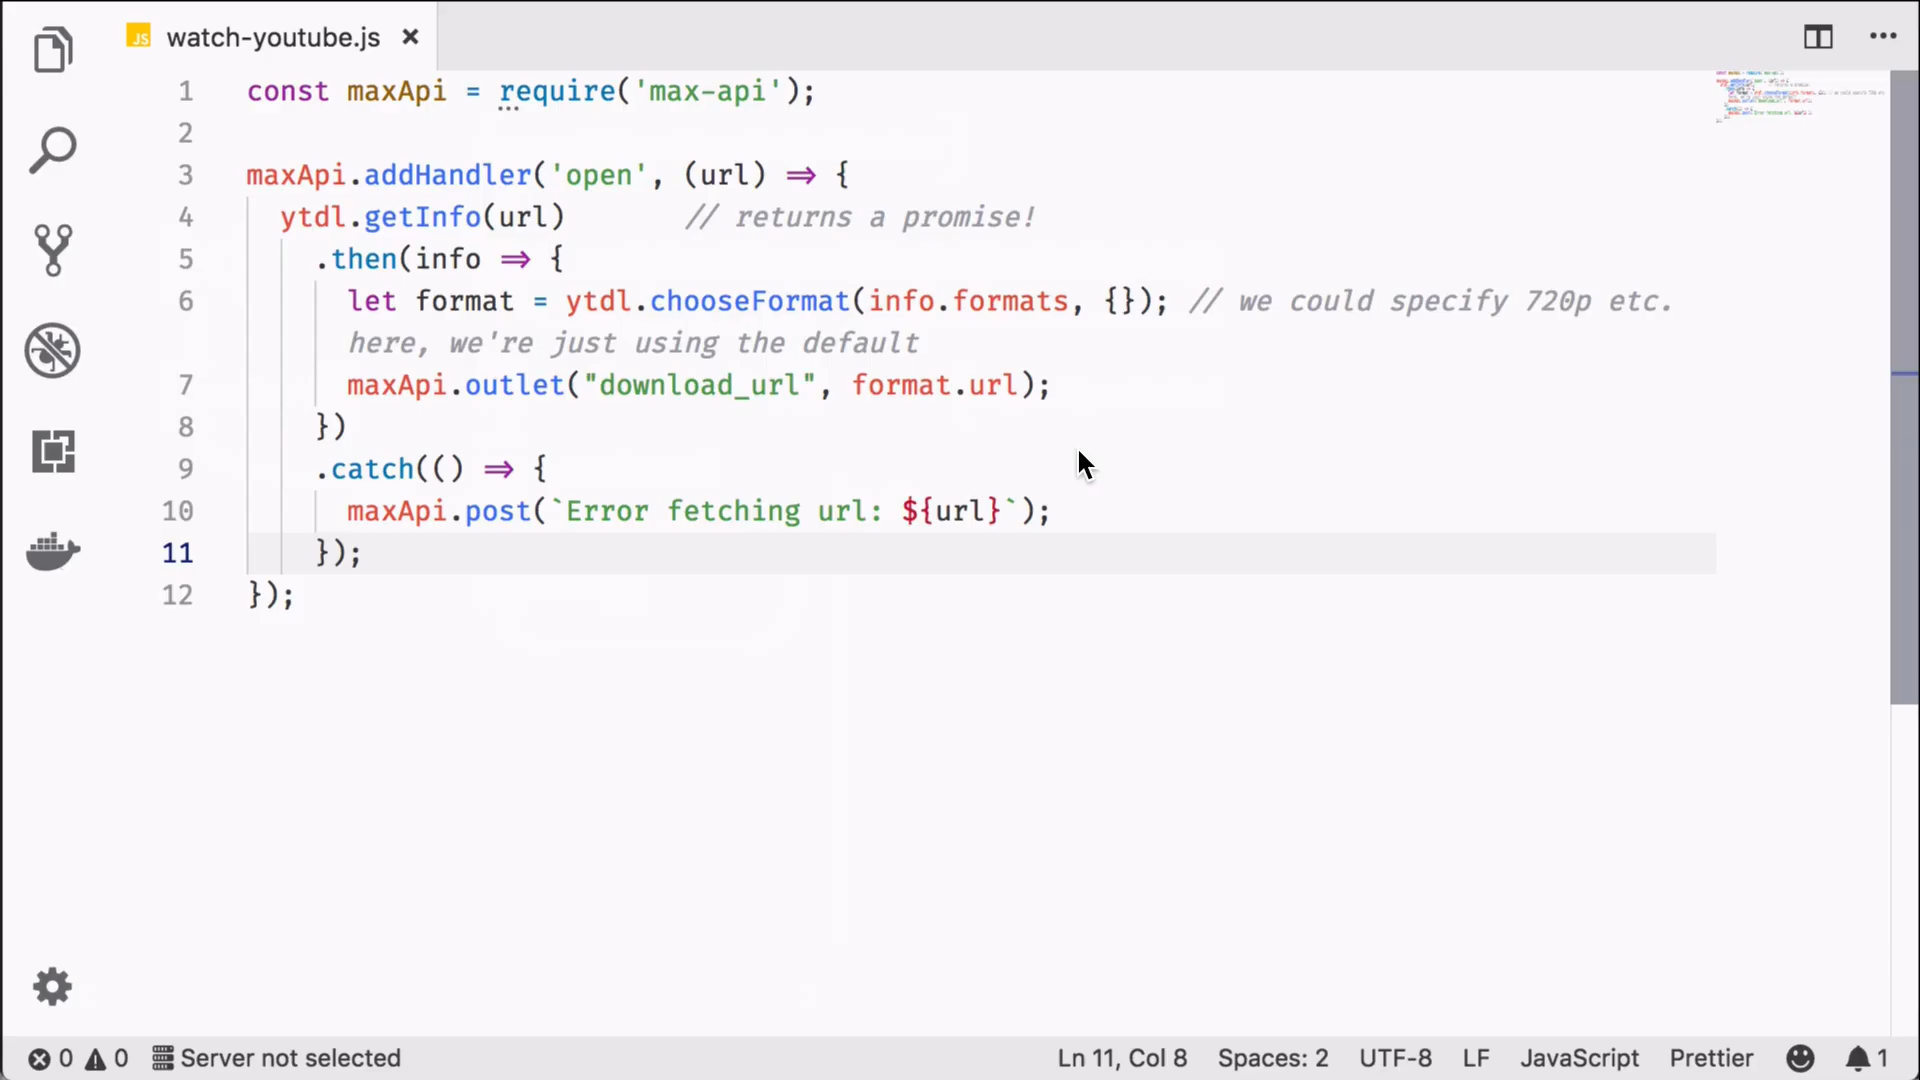 JS watch-youtube.js ×
1 const maxApi = require('max-api');
2
3 maxApi.addHandler('open', (url) => {
4 ytdl.getInfo(url) // returns a promise!
5 .then(info => {
6 let format = ytdl.chooseFormat(info.formats, {}); // we could specify 720p etc.
here, we're just using the default
7 maxApi.outlet("download_url", format.url);
8 })
9 .catch(() => {
10 maxApi.post(`Error fetching url: ${url}`);
11 });
12 });
0 0 Server not selected Ln 11, Col 8 Spaces: 2 UTF-8 LF JavaScript Prettier 1